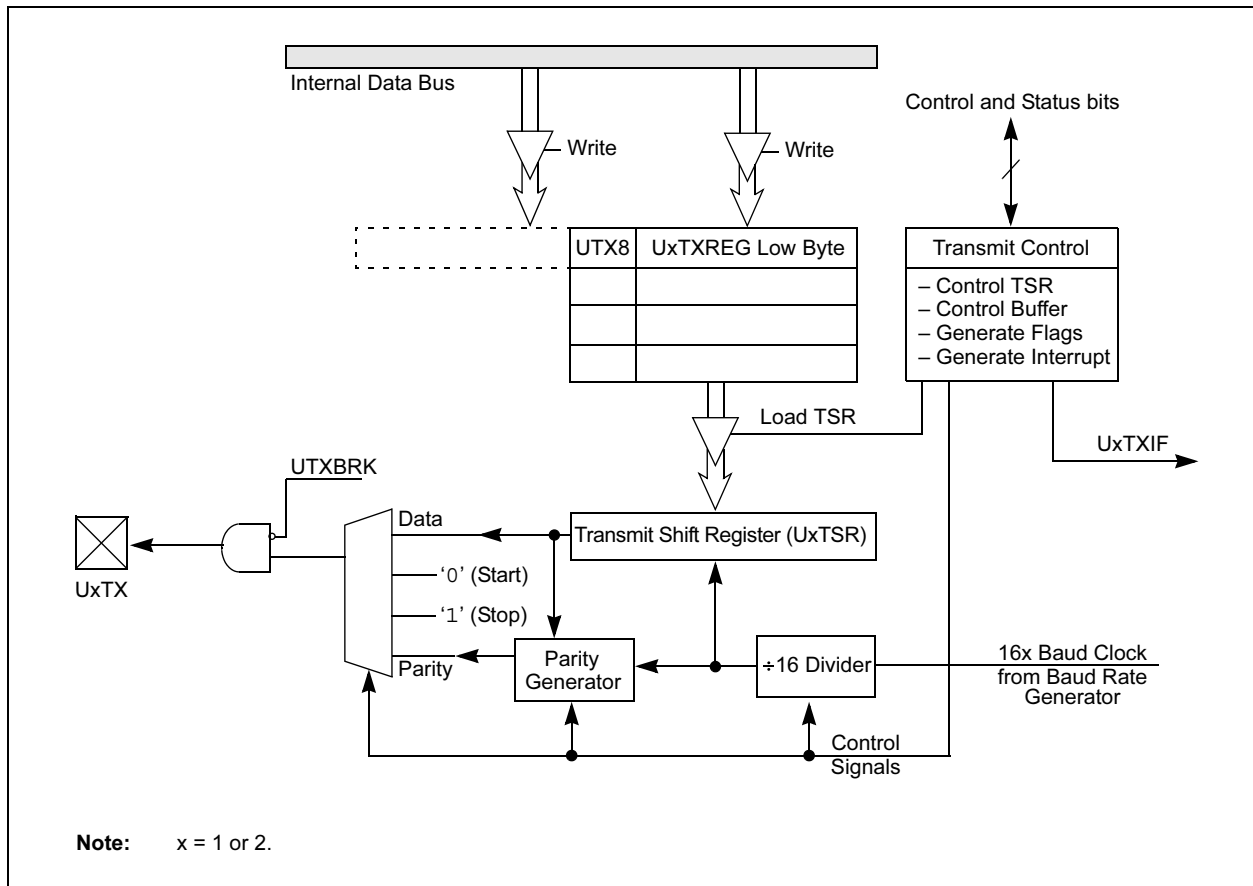 Internal Data Bus
Control and Status bits
Write
Write
UTX8
UxTXREG Low Byte
Transmit Control
– Control TSR
– Control Buffer
– Generate Flags
– Generate Interrupt
Load TSR
UxTXIF
UTXBRK
Data
Transmit Shift Register (UxTSR)
UxTX
‘0’ (Start)
‘1’ (Stop)
Parity
Parity
Generator
÷16 Divider
16x Baud Clock
from Baud Rate
Generator
Control
Signals
Note: x = 1 or 2.